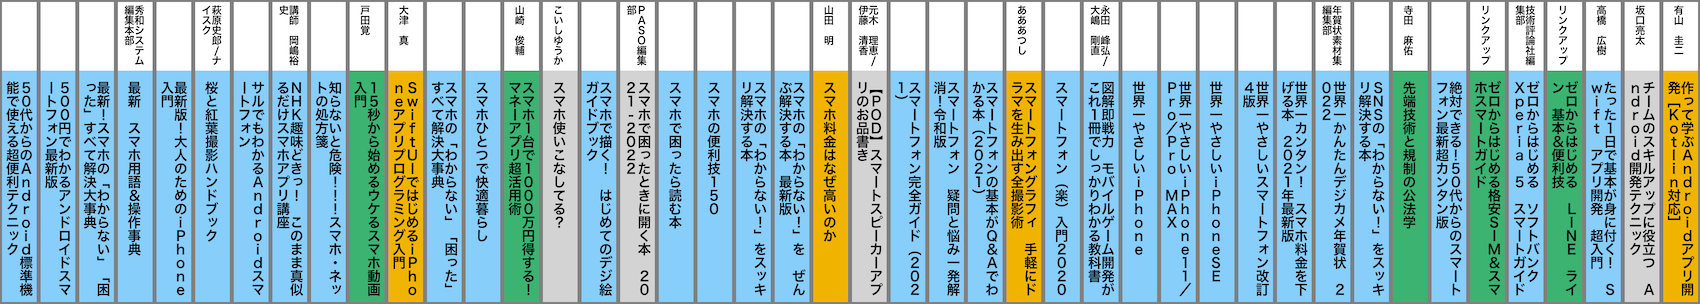 有山 圭二
作って学ぶAndroidアプリ開
発[Kotlin対応]
坂口亮太
チームのスキルアップに役立つ A
ndroid開発テクニック
高橋 広樹
たった1日で基本が身に付く! S
wift アプリ開発 超入門
リンクアップ
ゼロからはじめる LINE ライ
ン 基本&便利技
技術評論社編
集部
ゼロからはじめる ソフトバンク
Xperia 5 スマートガイド
リンクアップ
ゼロからはじめる格安SIM&スマ
ホスマートガイド
絶対できる!50代からのスマート
フォン最新超カンタン版
寺田 麻佑
先端技術と規制の公法学
SNSの「わからない!」をスッキ
リ解決する本
年賀状素材集
編集部
世界一かんたんデジカメ年賀状 2
022
世界一カンタン! スマホ料金を下
げる本 2021年最新版
世界一やさしいスマートフォン改訂
4版
世界一やさしいiPhoneSE
世界一やさしいiPhone11/
Pro/Pro MAX
世界一やさしいiPhone
永田 峰弘/
大嶋 剛直
図解即戦力 モバイルゲーム開発が
これ1冊でしっかりわかる教科書
スマートフォン(楽)入門2020
あああつし
スマートフォングラフィ 手軽にド
ラマを生み出す全撮影術
スマートフォンの基本がQ&Aでわ
かる本(2021)
スマートフォン 疑問と悩み一発解
消!令和版
スマートフォン完全ガイド(202
1)
元木 理恵/
伊藤 清香
【POD】スマートスピーカーアプ
リのお品書き
山田 明
スマホ料金はなぜ高いのか
スマホの「わからない!」を ぜん
ぶ解決する本 最新版
スマホの「わからない!」をスッキ
リ解決する本
スマホの便利技150
スマホで困ったら読む本
PASO編集
部
スマホで困ったときに開く本 20
21-2022
スマホで描く! はじめてのデジ絵
ガイドブック
こいしゆうか
スマホ使いこなしてる?
山崎 俊輔
スマホ1台で1000万円得する!
マネーアプリ超活用術
スマホひとつで快適暮らし
スマホの「わからない」「困った」
すべて解決大事典
大津 真
SwiftUIではじめるiPho
neアプリプログラミング入門
戸田覚
15秒から始めるウケるスマホ動画
入門
知らないと危険!!!スマホ・ネッ
トの処方箋
講師 岡嶋裕
史
NHK趣味どきっ! このまま真似
るだけスマホアプリ講座
サルでもわかるAndroidスマ
ートフォン
萩原史郎/ナ
イスク
桜と紅葉撮影ハンドブック
最新版!大人のためのiPhone
入門
秀和システム
編集本部
最新 スマホ用語&操作事典
最新!スマホの「わからない」「困
った」すべて解決大事典
500円でわかるアンドロイドスマ
ートフォン最新版
50代からのAndroid標準機
能で使える超便利テクニック